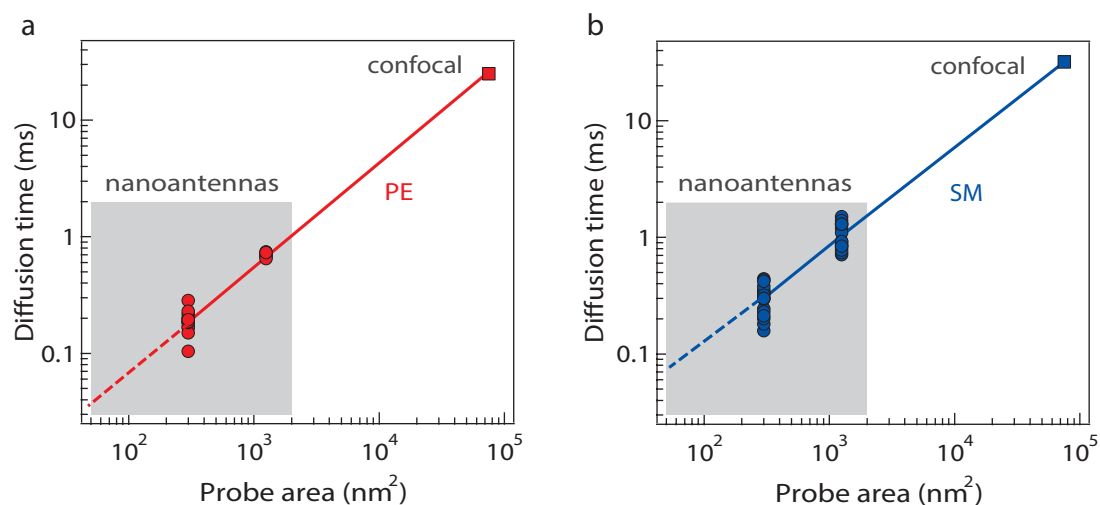 a
confocal
nanoantennas
PE
Diffusion time (ms)
10
1
0.1
10²
10³
10⁴
10⁵
Probe area (nm²)
b
confocal
nanoantennas
SM
Diffusion time (ms)
10
1
0.1
10²
10³
10⁴
10⁵
Probe area (nm²)